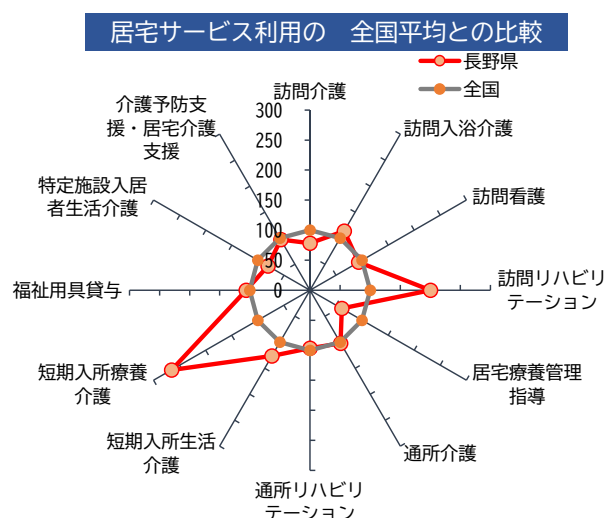 居宅サービス利用の　全国平均との比較
長野県
全国
訪問介護
訪問入浴介護
訪問看護
訪問リハビリ
テーション
居宅療養管理
指導
通所介護
通所リハビリ
テーション
短期入所生活
介護
短期入所療養
介護
福祉用具貸与
特定施設入居
者生活介護
介護予防支
援・居宅介護
支援
300
250
200
150
100
50
0